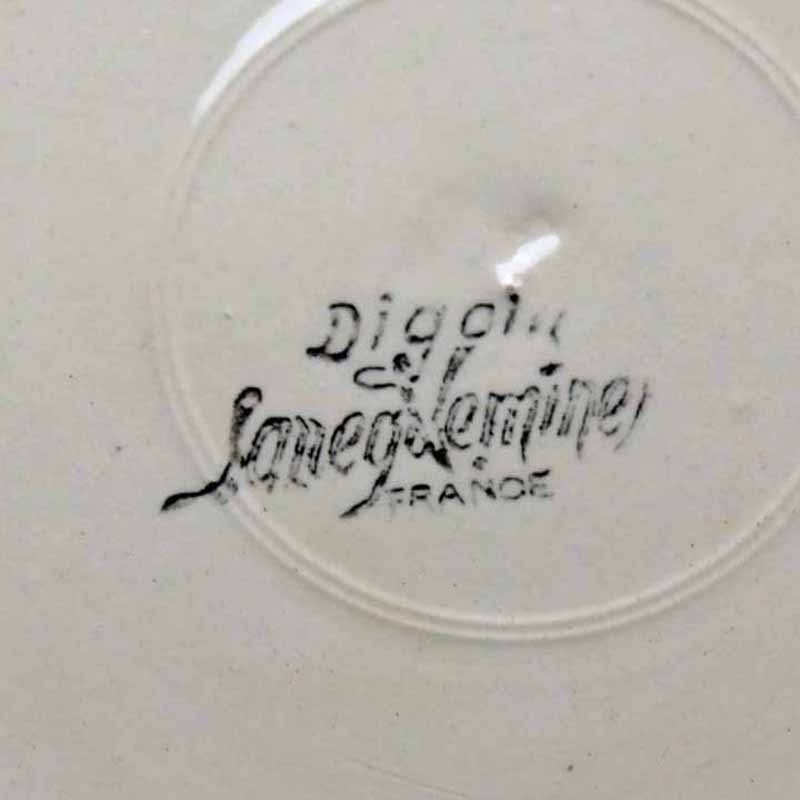 Digoin
&
Sarreguemines
FRANCE